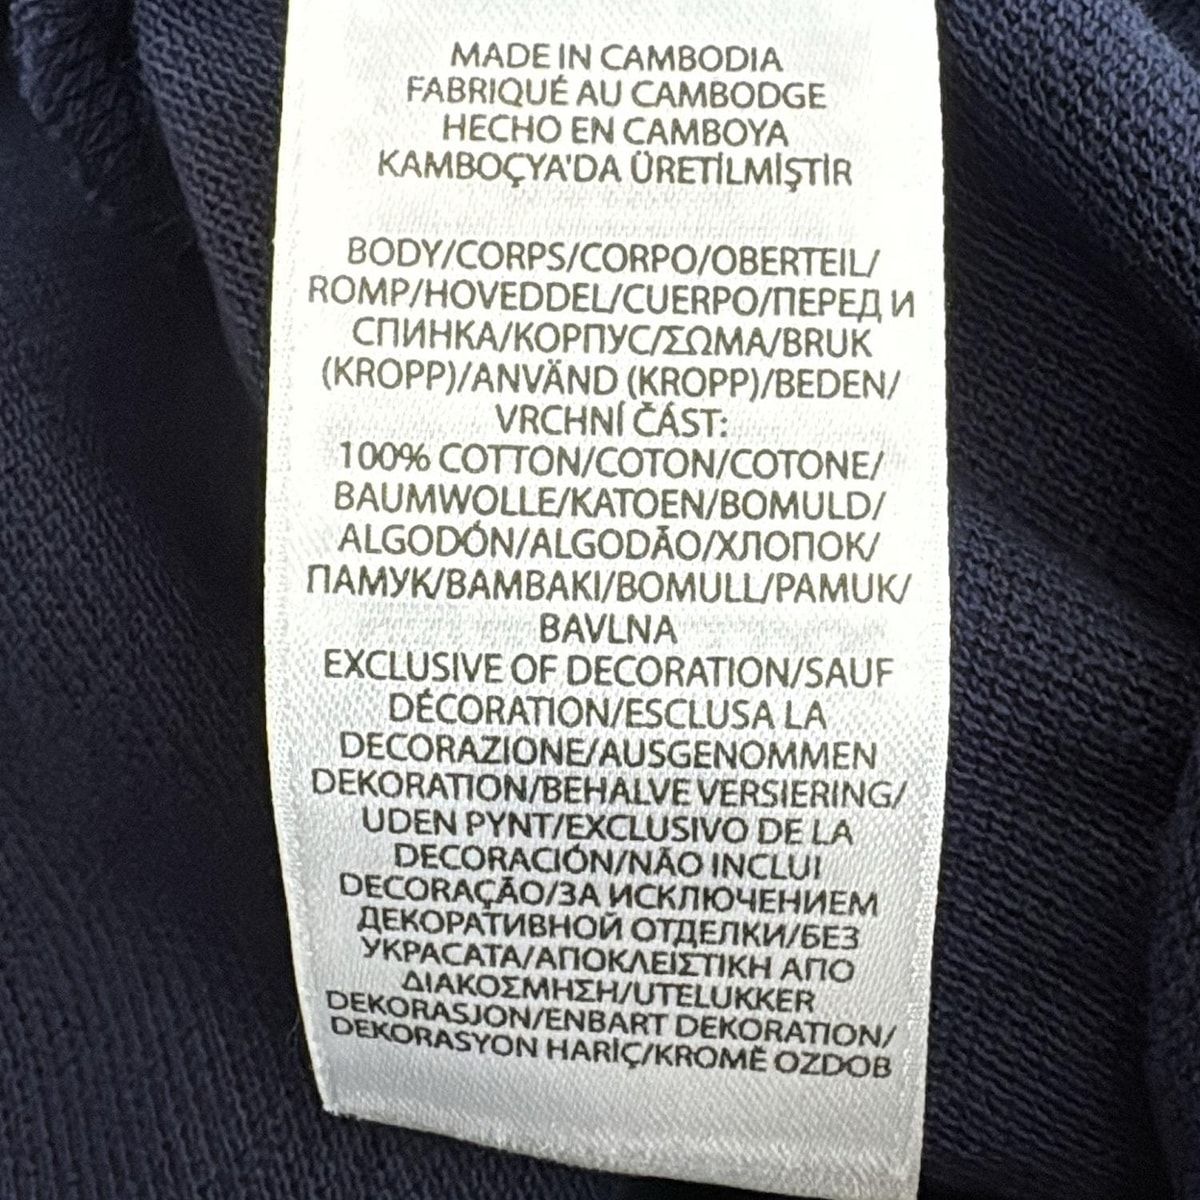 MADE IN CAMBODIA
FABRIQUÉ AU CAMBODGE
HECHO EN CAMBOYA
KAMBOÇYA'DA ÜRETİLMİŞTİR
BODY/CORPS/CORPO/OBERTEIL/
ROMP/HOVEDDEL/CUERPO/ПЕРЕД И
СПИНКА/КОРПУС/ΣΩΜΑ/BRUK
(KROPP)/ANVÄND (KROPP)/BEDEN/
VRCHNÍ ČÁST:
100% COTTON/COTON/COTONE/
BAUMWOLLE/KATOEN/BOMULD/
ALGODÓN/ALGODÃO/ХЛОПОК/
ПАМУК/BAMBAKI/BOMULL/PAMUK/
BAVLNA
EXCLUSIVE OF DECORATION/SAUF
DÉCORATION/ESCLUSA LA
DECORAZIONE/AUSGENOMMEN
DEKORATION/BEHALVE VERSIERING/
UDEN PYNT/EXCLUSIVO DE LA
DECORACIÓN/NÃO INCLUI
DECORAÇÃO/ЗА ИСКЛЮЧЕНИЕМ
ДЕКОРАТИВНОЙ ОТДЕЛКИ/БЕЗ
УКРАСАТА/ΑΠΟΚΛΕΙΣΤΙΚΗ ΑΠΟ
ΔΙΑΚΟΣΜΗΣΗ/UTELUKKER
DEKORASJON/ENBART DEKORATION/
DEKORASYON HARİÇ/KROMĚ OZDOB